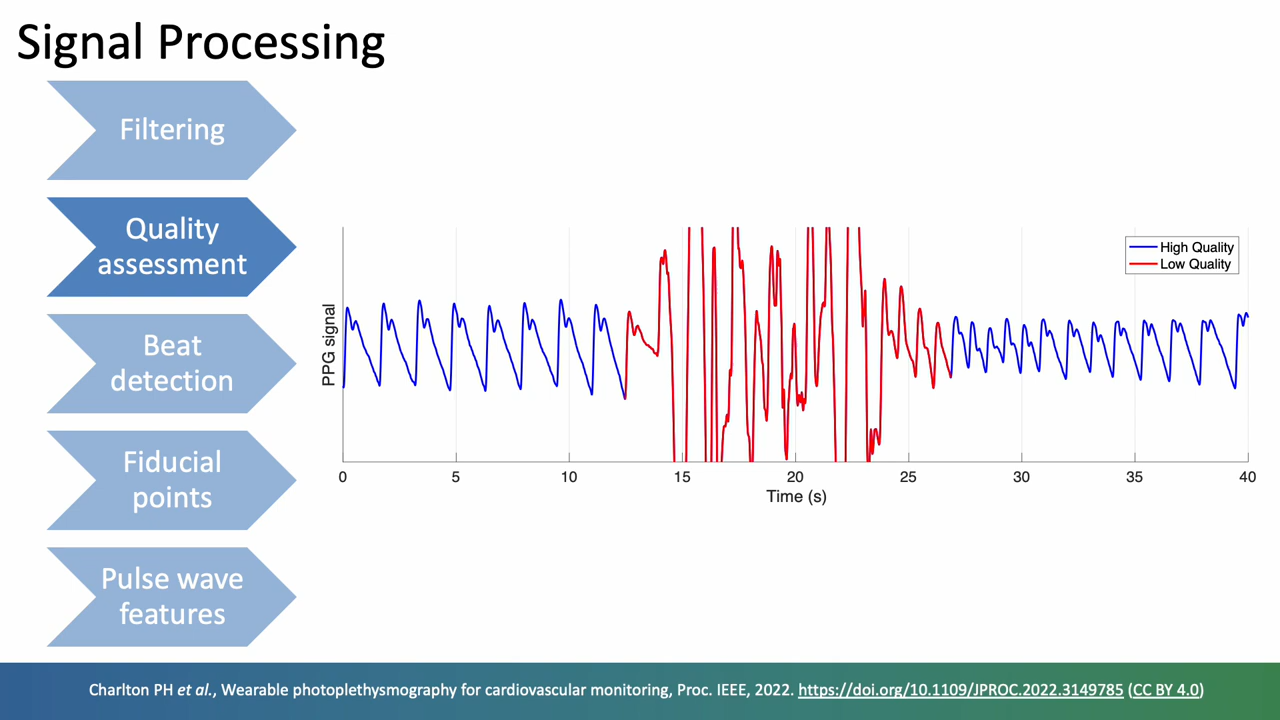 Signal Processing
Filtering
Quality
assessment
Beat
detection
Fiducial
points
Pulse wave
features
PPG signal
High Quality
Low Quality
0 5 10 15 20 25 30 35 40
Time (s)
Charlton PH et al., Wearable photoplethysmography for cardiovascular monitoring, Proc. IEEE, 2022. https://doi.org/10.1109/JPROC.2022.3149785 (CC BY 4.0)